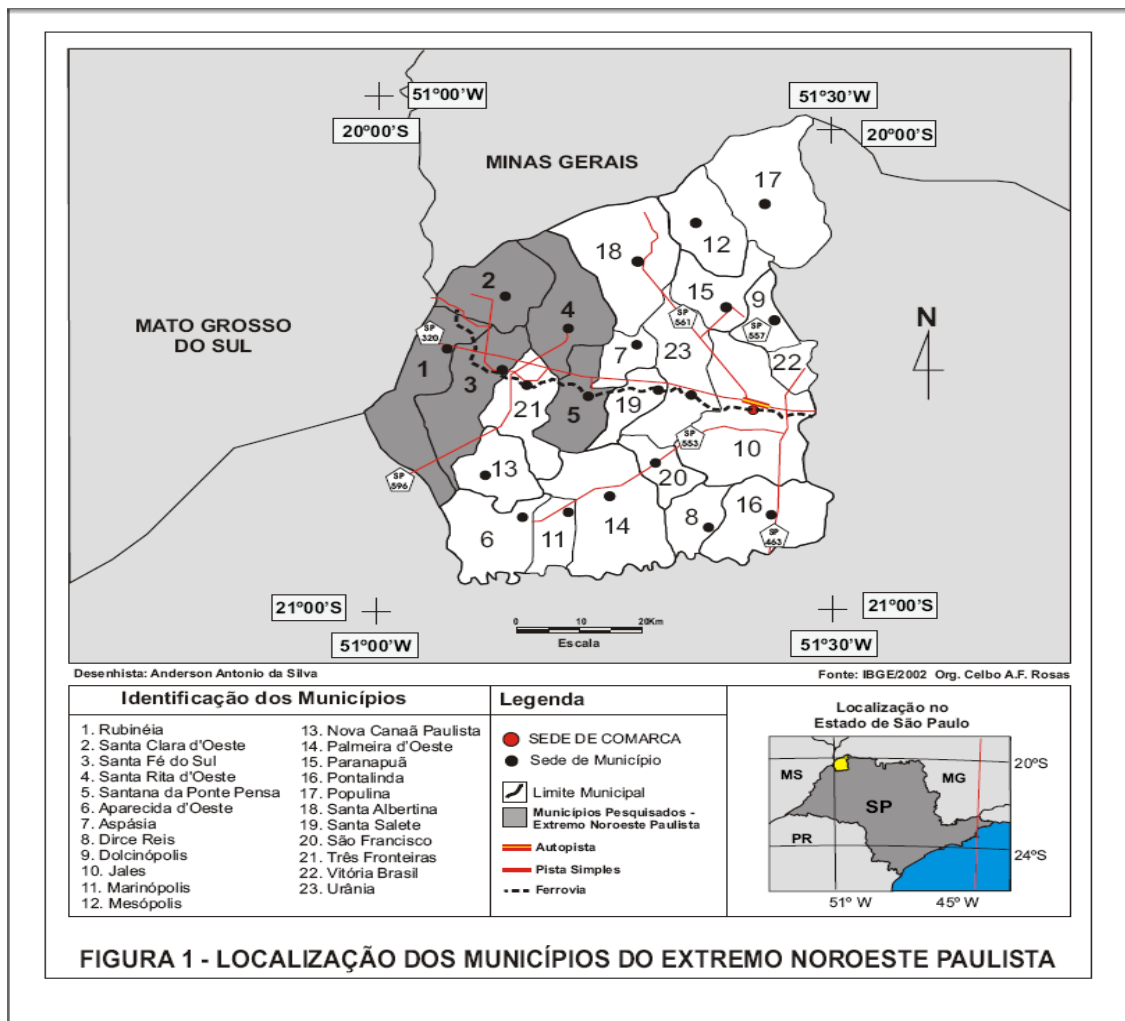 51º00'W
20º00'S
51º30'W
20º00'S
MINAS GERAIS
17
12
18
2
4
15
9
SP
561
SP
557
MATO GROSSO
DO SUL
N
SP
320
1
3
7
23
22
21
5
19
SP
553
10
SP
596
13
20
6
11
14
8
16
SP
463
21º00'S
51º00'W
21º00'S
51º30'W
0 10 20Km
Escala
Desenhista: Anderson Antonio da Silva
Fonte: IBGE/2002 Org. Celbo A.F. Rosas
Identificação dos Municípios
1. Rubinéia
2. Santa Clara d'Oeste
3. Santa Fé do Sul
4. Santa Rita d'Oeste
5. Santana da Ponte Pensa
6. Aparecida d'Oeste
7. Aspásia
8. Dirce Reis
9. Dolcinópolis
10. Jales
11. Marinópolis
12. Mesópolis
13. Nova Canaã Paulista
14. Palmeira d'Oeste
15. Paranapuã
16. Pontalinda
17. Populina
18. Santa Albertina
19. Santa Salete
20. São Francisco
21. Três Fronteiras
22. Vitória Brasil
23. Urânia
Legenda
SEDE DE COMARCA
Sede de Município
Limite Municipal
Municípios Pesquisados -
Extremo Noroeste Paulista
Autopista
Pista Simples
Ferrovia
Localização no
Estado de São Paulo
MS
MG
20ºS
SP
PR
24ºS
51º W
45º W
FIGURA 1 - LOCALIZAÇÃO DOS MUNICÍPIOS DO EXTREMO NOROESTE PAULISTA